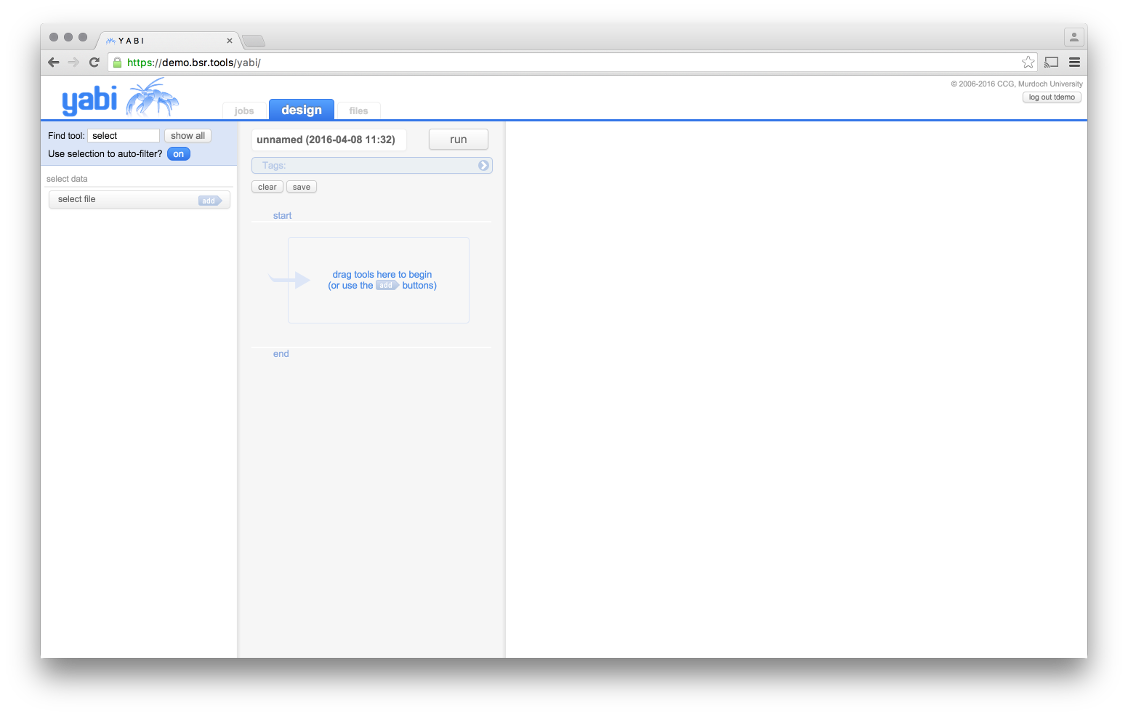 Y A B I
https://demo.bsr.tools/yabi/
© 2006-2016 CCG, Murdoch University
yabi
jobs
design
files
log out tdemo
Find tool: select show all
Use selection to auto-filter? on
select data
select file add
unnamed (2016-04-08 11:32) run
Tags:
clear save
start
drag tools here to begin
(or use the add buttons)
end